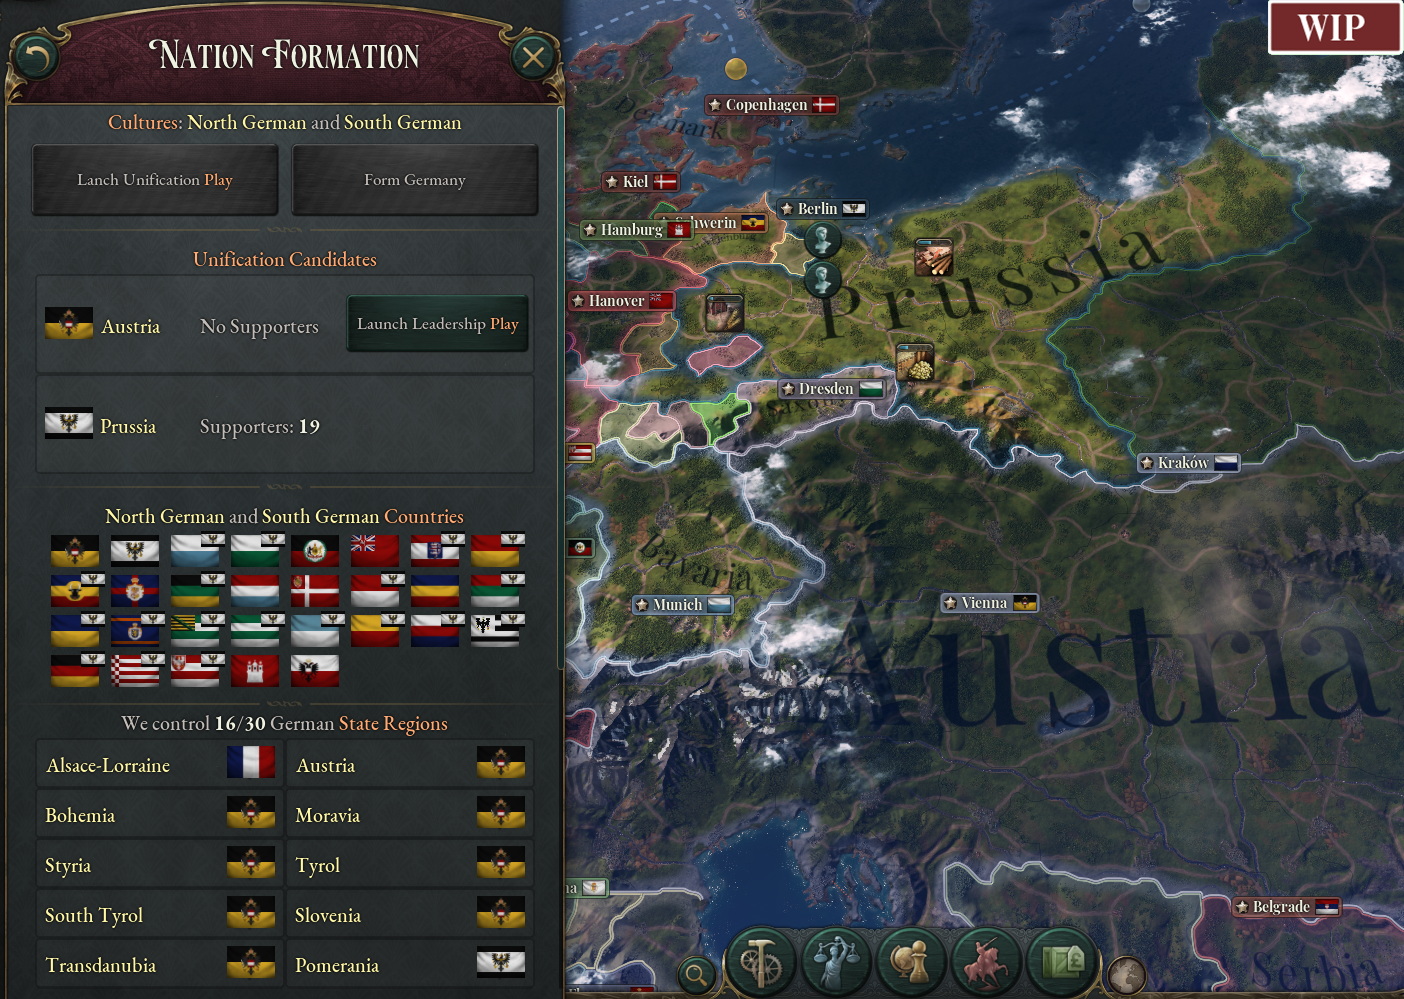 NATION FORMATION
WIP
Cultures: North German and South German
Lanch Unification Play
Form Germany
Unification Candidates
Austria
No Supporters
Launch Leadership Play
Prussia
Supporters: 19
North German and South German Countries
We control 16/30 German State Regions
Alsace-Lorraine
Austria
Bohemia
Moravia
Styria
Tyrol
South Tyrol
Slovenia
Transdanubia
Pomerania
Copenhagen
Denmark
Kiel
Berlin
Hamburg
Hanover
Prussia
Dresden
Saxony
Kraków
Bavaria
Munich
Vienna
Austria
Belgrade
Serbia